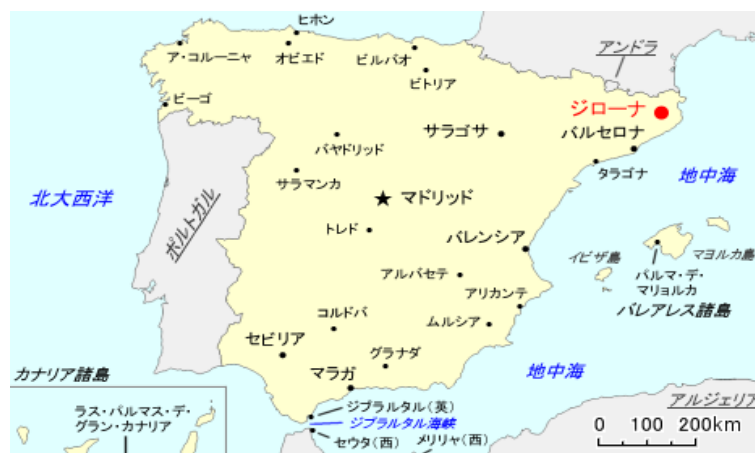 ヒホン
ア・コルーニャ
オビエド
ビルバオ
ビトリア
アンドラ
ビーゴ
ジローナ
サラゴサ
バルセロナ
バヤドリッド
タラゴナ
地中海
サラマンカ
北大西洋
マドリッド
ポルトガル
トレド
バレンシア
イビザ島
マヨルカ島
アルバセテ
パルマ・デ・
マリョルカ
アリカンテ
バレアレス諸島
コルドバ
ムルシア
セビリア
グラナダ
カナリア諸島
マラガ
地中海
アルジェリア
ラス・パルマス・デ・
グラン・カナリア
ジブラルタル(英)
ジブラルタル海峡
セウタ(西)
メリリャ(西)
0 100 200km